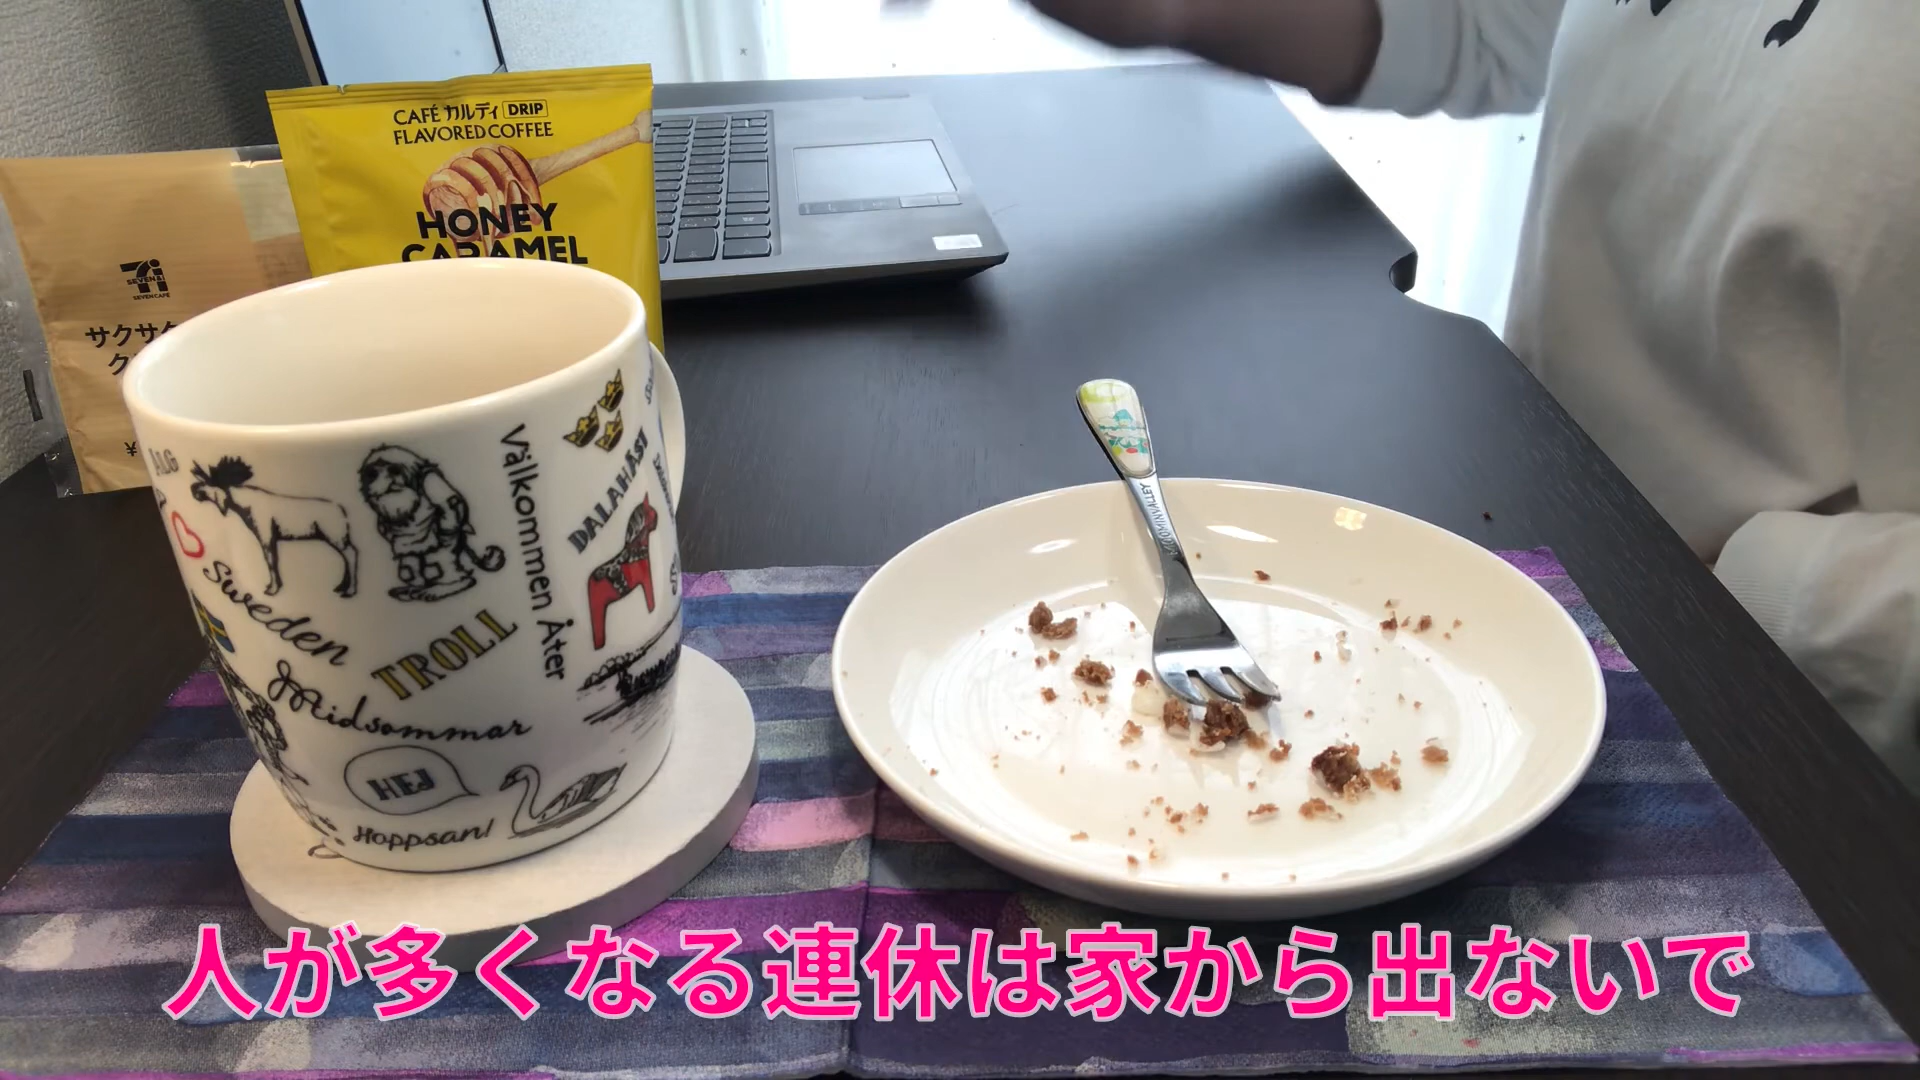 CAFÉ カルディ DRIP
FLAVORED COFFEE
HONEY
CARAMEL
SEVEN CAFÉ
サクサク
¥
ÄLG
Sweden
TROLL
Välkommen Åter
DALAHÄST
Midsommar
HEJ
Hoppsan!
MOOMINVALLEY
人が多くなる連休は家から出ないで